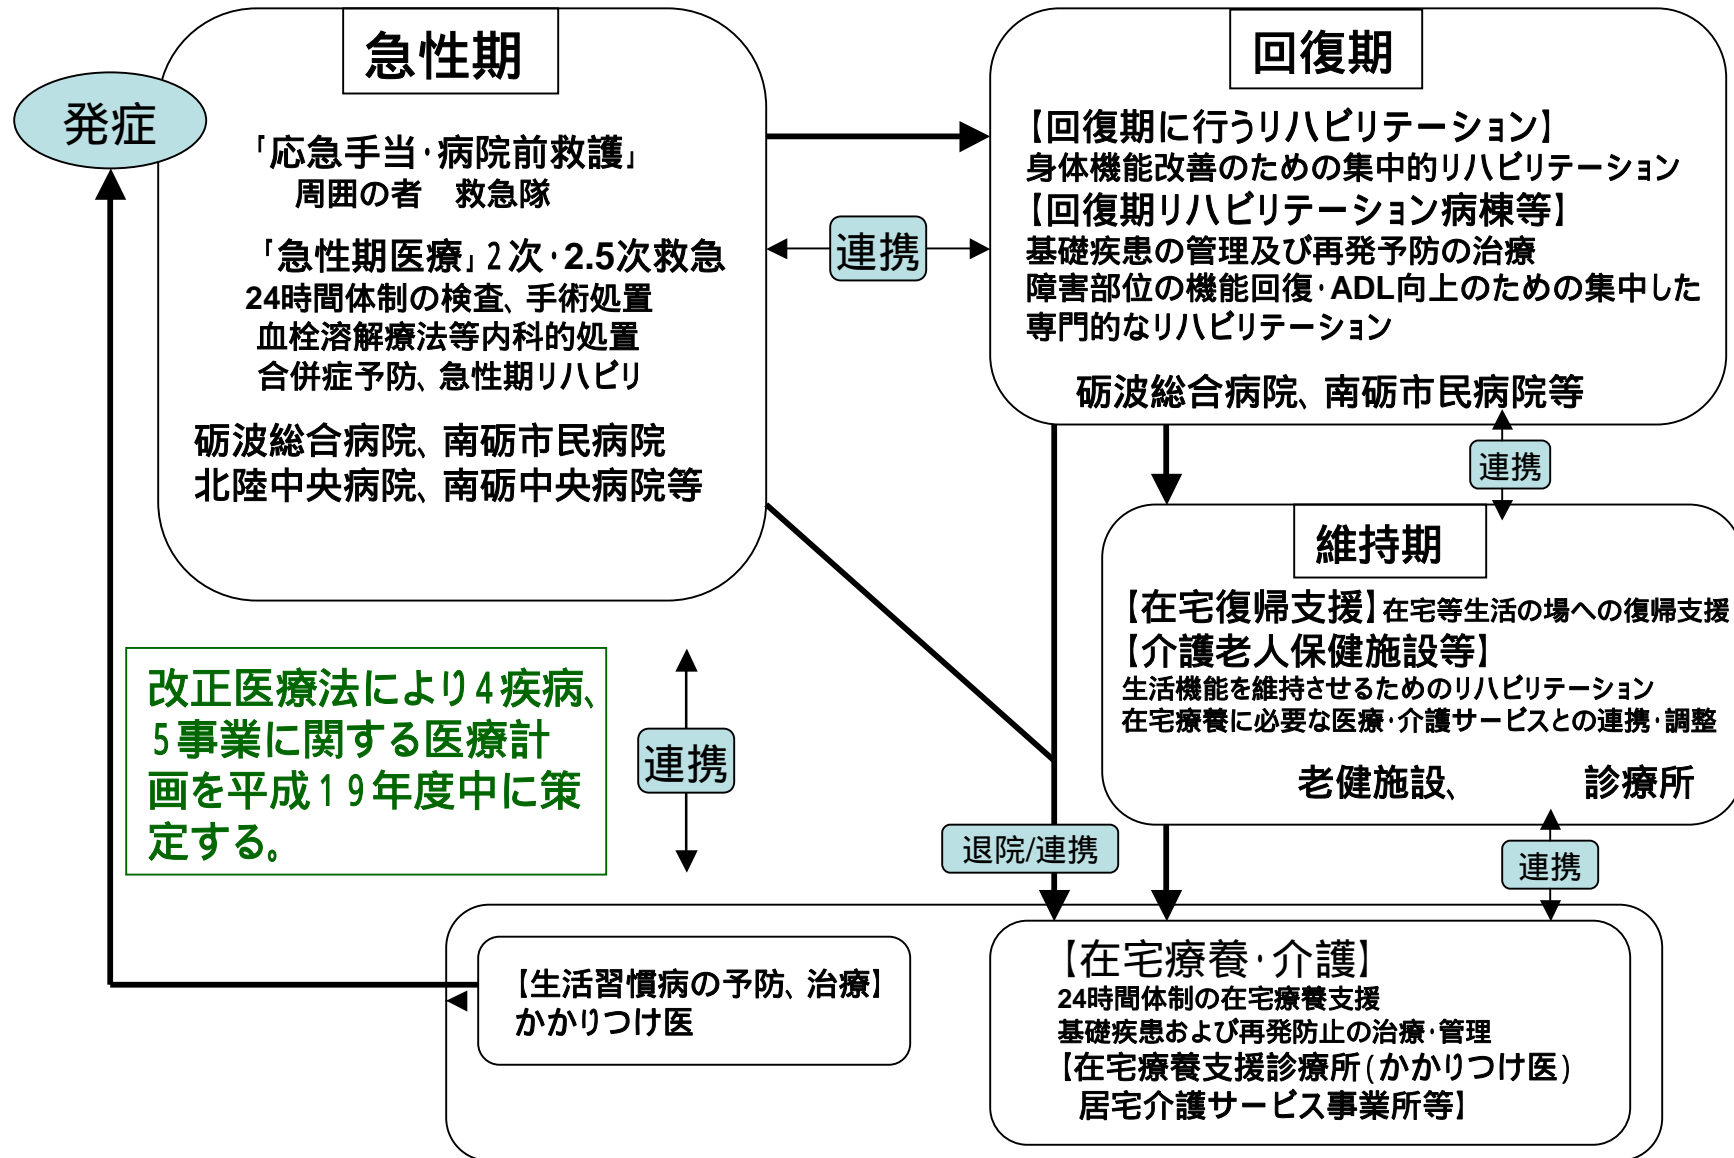 発症
急性期
「応急手当・病院前救護」
周囲の者　救急隊
「急性期医療」2次・2.5次救急
24時間体制の検査、手術処置
血栓溶解療法等内科的処置
合併症予防、急性期リハビリ
砺波総合病院、南砺市民病院
北陸中央病院、南砺中央病院等
連携
回復期
【回復期に行うリハビリテーション】
身体機能改善のための集中的リハビリテーション
【回復期リハビリテーション病棟等】
基礎疾患の管理及び再発予防の治療
障害部位の機能回復・ADL向上のための集中した
専門的なリハビリテーション
砺波総合病院、南砺市民病院等
連携
維持期
【在宅復帰支援】在宅等生活の場への復帰支援
【介護老人保健施設等】
生活機能を維持させるためのリハビリテーション
在宅療養に必要な医療・介護サービスとの連携・調整
老健施設、　診療所
改正医療法により4疾病、
5事業に関する医療計
画を平成19年度中に策
定する。
連携
退院/連携
連携
【生活習慣病の予防、治療】
かかりつけ医
【在宅療養・介護】
24時間体制の在宅療養支援
基礎疾患および再発防止の治療・管理
【在宅療養支援診療所(かかりつけ医)
居宅介護サービス事業所等】